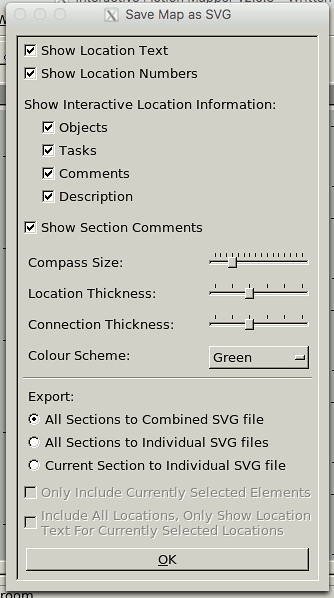 Save Map as SVG
Show Location Text
Show Location Numbers
Show Interactive Location Information:
Objects
Tasks
Comments
Description
Show Section Comments
Compass Size:
Location Thickness:
Connection Thickness:
Colour Scheme:
Green
Export:
All Sections to Combined SVG file
All Sections to Individual SVG files
Current Section to Individual SVG file
Only Include Currently Selected Elements
Include All Locations, Only Show Location
Text For Currently Selected Locations
OK
room